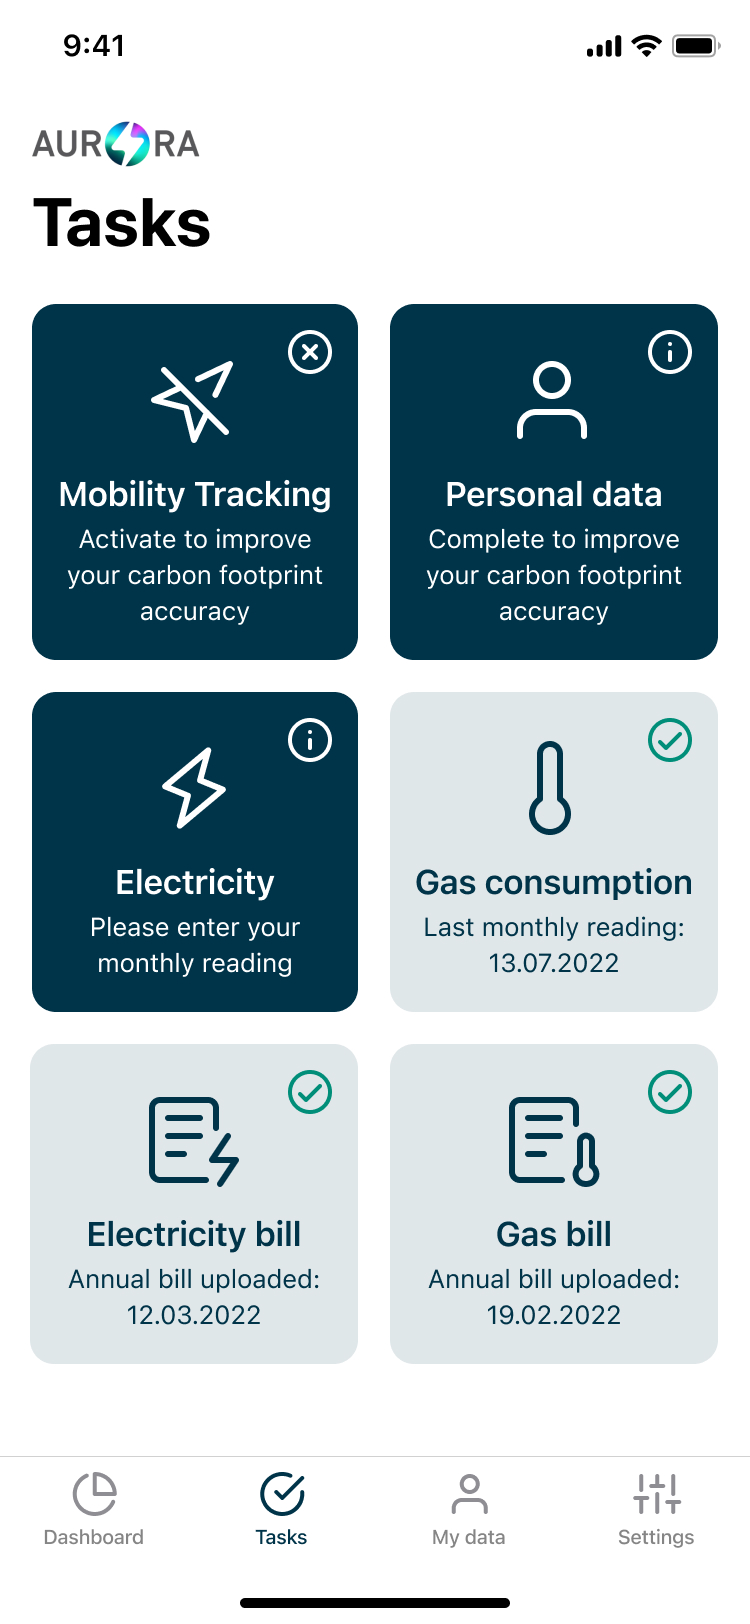 9:41
AURORA
Tasks
Mobility Tracking
Activate to improve
your carbon footprint
accuracy
Personal data
Complete to improve
your carbon footprint
accuracy
Electricity
Please enter your
monthly reading
Gas consumption
Last monthly reading:
13.07.2022
Electricity bill
Annual bill uploaded:
12.03.2022
Gas bill
Annual bill uploaded:
19.02.2022
Dashboard
Tasks
My data
Settings